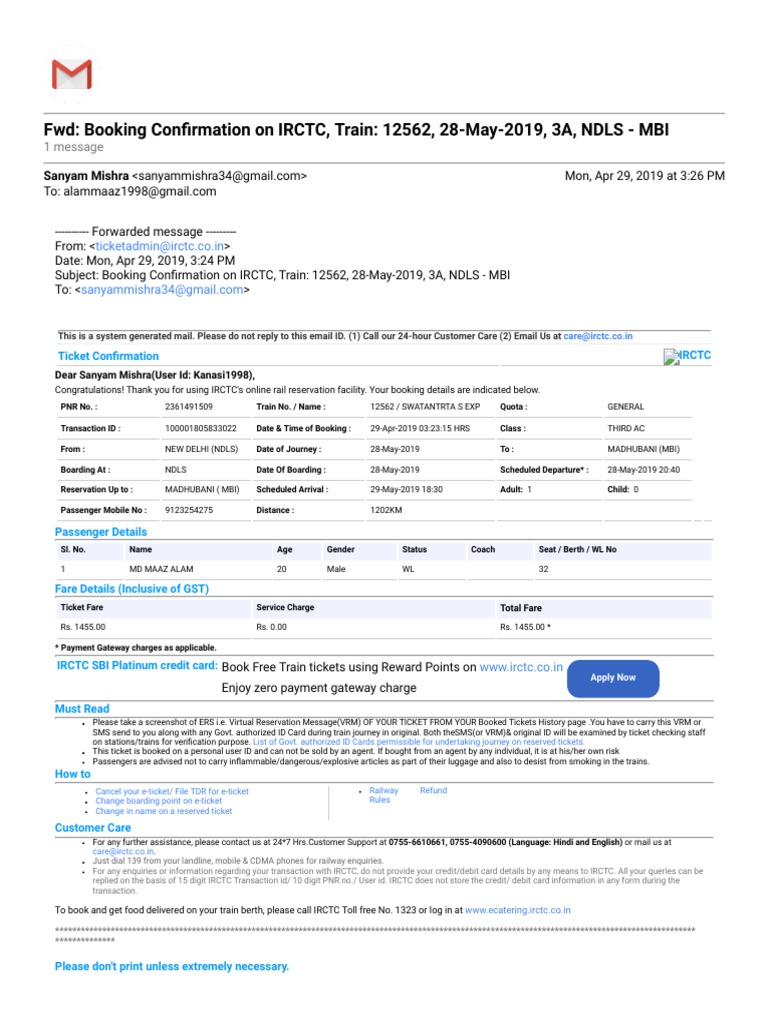 Fwd: Booking Confirmation on IRCTC, Train: 12562, 28-May-2019, 3A, NDLS - MBI
1 message
Sanyam Mishra <sanyammishra34@gmail.com> Mon, Apr 29, 2019 at 3:26 PM
To: alammaaz1998@gmail.com
---------- Forwarded message ---------
From: <ticketadmin@irctc.co.in>
Date: Mon, Apr 29, 2019, 3:24 PM
Subject: Booking Confirmation on IRCTC, Train: 12562, 28-May-2019, 3A, NDLS - MBI
To: <sanyammishra34@gmail.com>
This is a system generated mail. Please do not reply to this email ID. (1) Call our 24-hour Customer Care (2) Email Us at care@irctc.co.in
Ticket Confirmation IRCTC
Dear Sanyam Mishra(User Id: Kanasi1998),
Congratulations! Thank you for using IRCTC's online rail reservation facility. Your booking details are indicated below.
PNR No. : 2361491509 Train No. / Name : 12562 / SWATANTRTA S EXP Quota : GENERAL
Transaction ID : 100001805833022 Date & Time of Booking : 29-Apr-2019 03:23:15 HRS Class : THIRD AC
From : NEW DELHI (NDLS) Date of Journey : 28-May-2019 To : MADHUBANI (MBI)
Boarding At : NDLS Date Of Boarding : 28-May-2019 Scheduled Departure* : 28-May-2019 20:40
Reservation Up to : MADHUBANI ( MBI) Scheduled Arrival : 29-May-2019 18:30 Adult: 1 Child: 0
Passenger Mobile No : 9123254275 Distance : 1202KM
Passenger Details
Sl. No. Name Age Gender Status Coach Seat / Berth / WL No
1 MD MAAZ ALAM 20 Male WL 32
Fare Details (Inclusive of GST)
Ticket Fare Service Charge Total Fare
Rs. 1455.00 Rs. 0.00 Rs. 1455.00 *
* Payment Gateway charges as applicable.
IRCTC SBI Platinum credit card: Book Free Train tickets using Reward Points on www.irctc.co.in
Enjoy zero payment gateway charge
Apply Now
Must Read
• Please take a screenshot of ERS i.e. Virtual Reservation Message(VRM) OF YOUR TICKET FROM YOUR Booked Tickets History page .You have to carry this VRM or
SMS send to you along with any Govt. authorized ID Card during train journey in original. Both theSMS(or VRM)& original ID will be examined by ticket checking staff
on stations/trains for verification purpose. List of Govt. authorized ID Cards permissible for undertaking journey on reserved tickets.
• This ticket is booked on a personal user ID and can not be sold by an agent. If bought from an agent by any individual, it is at his/her own risk
• Passengers are advised not to carry inflammable/dangerous/explosive articles as part of their luggage and also to desist from smoking in the trains.
How to
• Cancel your e-ticket/ File TDR for e-ticket
• Change boarding point on e-ticket
• Change in name on a reserved ticket
• Railway Refund
Rules
Customer Care
• For any further assistance, please contact us at 24*7 Hrs.Customer Support at 0755-6610661, 0755-4090600 (Language: Hindi and English) or mail us at
care@irctc.co.in.
• Just dial 139 from your landline, mobile & CDMA phones for railway enquiries.
• For any enquiries or information regarding your transaction with IRCTC, do not provide your credit/debit card details by any means to IRCTC. All your queries can be
replied on the basis of 15 digit IRCTC Transaction id/ 10 digit PNR no./ User id. IRCTC does not store the credit/ debit card information in any form during the
transaction.
To book and get food delivered on your train berth, please call IRCTC Toll free No. 1323 or log in at www.ecatering.irctc.co.in
******************************************************************************************************************************************************
**************
Please don't print unless extremely necessary.